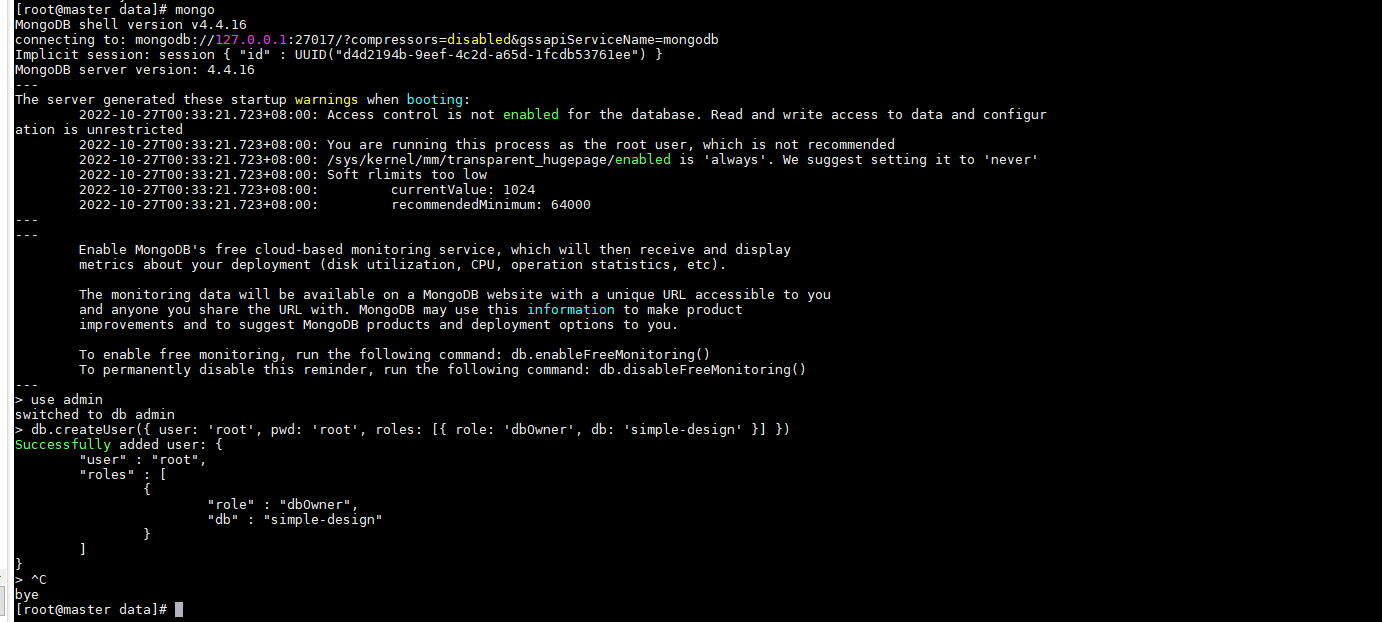 [root@master data]# mongo
MongoDB shell version v4.4.16
connecting to: mongodb://127.0.0.1:27017/?compressors=disabled&gssapiServiceName=mongodb
Implicit session: session { "id" : UUID("d4d2194b-9eef-4c2d-a65d-1fcdb53761ee") }
MongoDB server version: 4.4.16
---
The server generated these startup warnings when booting:
        2022-10-27T00:33:21.723+08:00: Access control is not enabled for the database. Read and write access to data and configur
ation is unrestricted
        2022-10-27T00:33:21.723+08:00: You are running this process as the root user, which is not recommended
        2022-10-27T00:33:21.723+08:00: /sys/kernel/mm/transparent_hugepage/enabled is 'always'. We suggest setting it to 'never'
        2022-10-27T00:33:21.723+08:00: Soft rlimits too low
        2022-10-27T00:33:21.723+08:00:         currentValue: 1024
        2022-10-27T00:33:21.723+08:00:         recommendedMinimum: 64000
---
---
        Enable MongoDB's free cloud-based monitoring service, which will then receive and display
        metrics about your deployment (disk utilization, CPU, operation statistics, etc).

        The monitoring data will be available on a MongoDB website with a unique URL accessible to you
        and anyone you share the URL with. MongoDB may use this information to make product
        improvements and to suggest MongoDB products and deployment options to you.

        To enable free monitoring, run the following command: db.enableFreeMonitoring()
        To permanently disable this reminder, run the following command: db.disableFreeMonitoring()
---
> use admin
switched to db admin
> db.createUser({ user: 'root', pwd: 'root', roles: [{ role: 'dbOwner', db: 'simple-design' }] })
Successfully added user: {
        "user" : "root",
        "roles" : [
                {
                        "role" : "dbOwner",
                        "db" : "simple-design"
                }
        ]
}
> ^C
bye
[root@master data]#